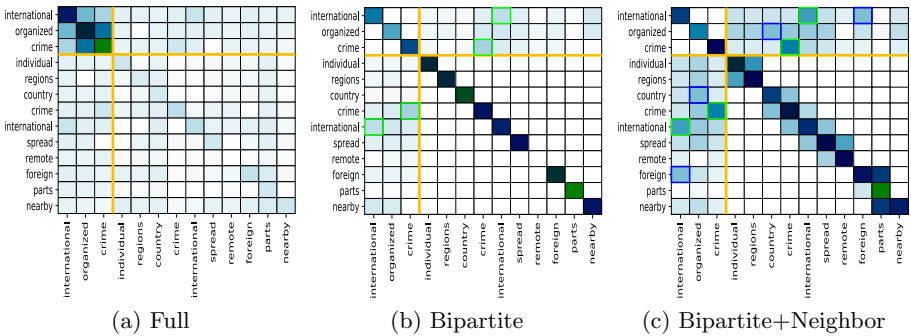 international
organized
crime
individual
regions
country
crime
international
spread
remote
foreign
parts
nearby
international
organized
crime
individual
regions
country
crime
international
spread
remote
foreign
parts
nearby
(a) Full
international
organized
crime
individual
regions
country
crime
international
spread
remote
foreign
parts
nearby
international
organized
crime
individual
regions
country
crime
international
spread
remote
foreign
parts
nearby
(b) Bipartite
international
organized
crime
individual
regions
country
crime
international
spread
remote
foreign
parts
nearby
international
organized
crime
individual
regions
country
crime
international
spread
remote
foreign
parts
nearby
(c) Bipartite+Neighbor